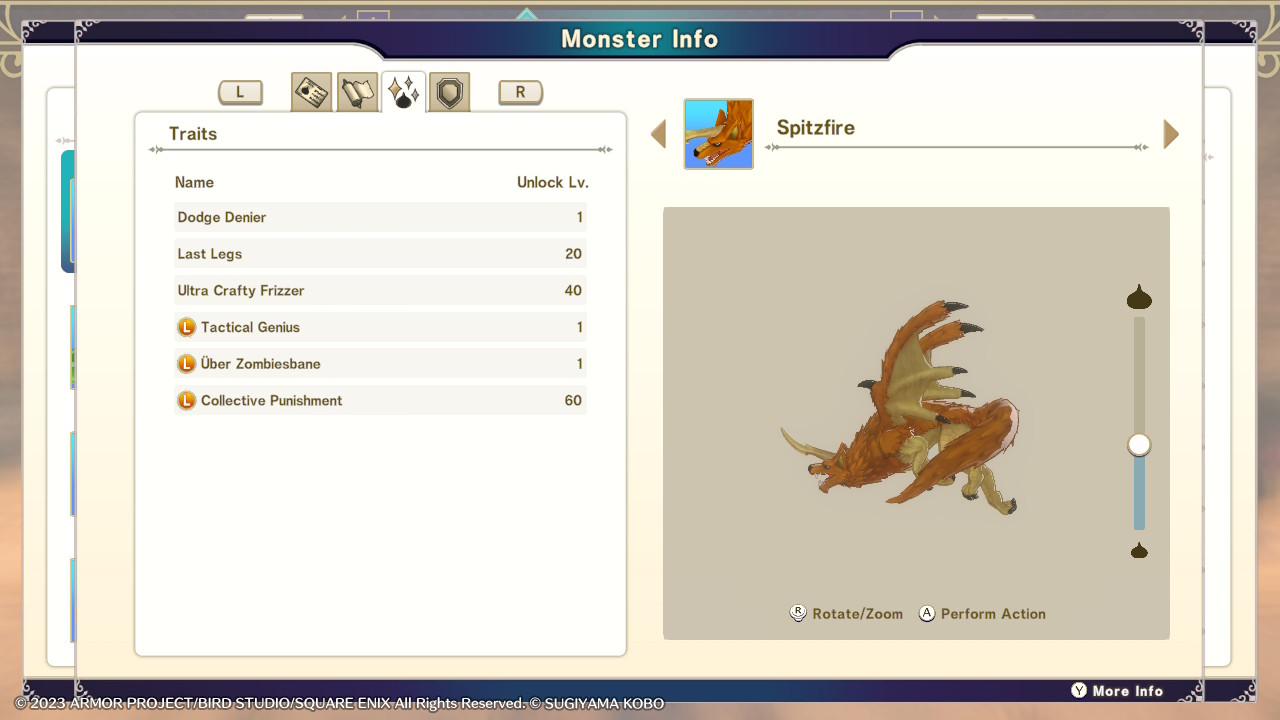 Monster Info
L
R
Traits
Name Unlock Lv.
Dodge Denier 1
Last Legs 20
Ultra Crafty Frizzer 40
L Tactical Genius 1
L Über Zombiesbane 1
L Collective Punishment 60
Spitzfire
R Rotate/Zoom A Perform Action
Y More Info
© 2023 ARMOR PROJECT/BIRD STUDIO/SQUARE ENIX All Rights Reserved. © SUGIYAMA KOBO